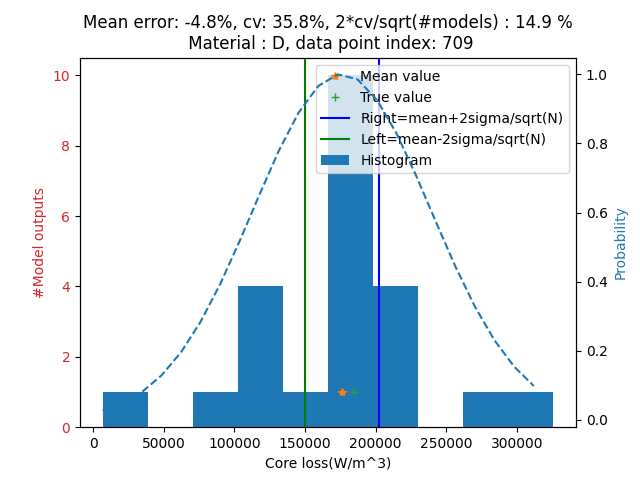 Mean error: -4.8%, cv: 35.8%, 2*cv/sqrt(#models) : 14.9 %
Material : D, data point index: 709
Mean value
True value
Right=mean+2sigma/sqrt(N)
Left=mean-2sigma/sqrt(N)
Histogram
10
8
6
4
2
0
#Model outputs
1.0
0.8
0.6
0.4
0.2
0.0
Probability
0 50000 100000 150000 200000 250000 300000
Core loss(W/m^3)